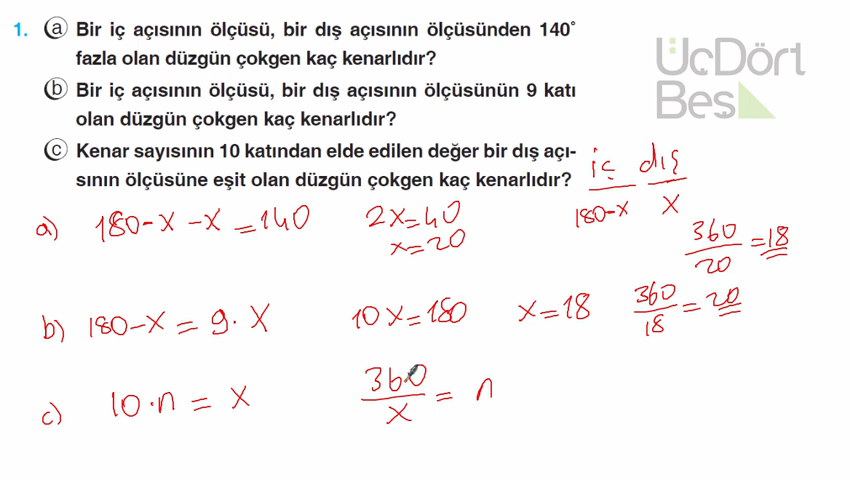 1. a Bir iç açısının ölçüsü, bir dış açısının ölçüsünden 140°
fazla olan düzgün çokgen kaç kenarlıdır?
b Bir iç açısının ölçüsü, bir dış açısının ölçüsünün 9 katı
olan düzgün çokgen kaç kenarlıdır?
c Kenar sayısının 10 katından elde edilen değer bir dış açı-
sının ölçüsüne eşit olan düzgün çokgen kaç kenarlıdır?
ÜçDört
Beş
iç dış
180-x x
a) 180-x-x=140 2x=40
x=20
360/20=18
b) 180-x=9·x 10x=180 x=18 360/18=20
c) 10·n=x 360/x=n